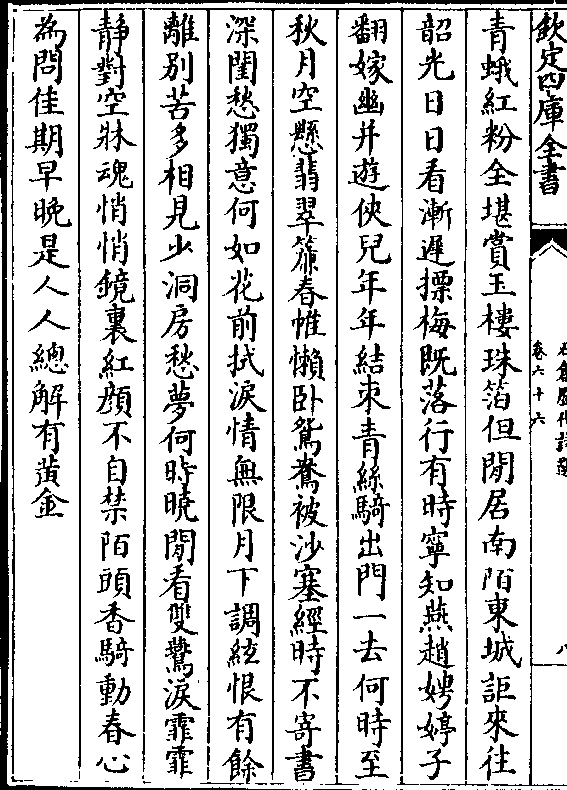 欽定四庫全書
石倉歷代詩選
卷六十六
八
青蛾紅粉全堪賞玉樓珠箔但閒居南陌東城詎來往
韶光日日看漸遲摽梅既落行有時寧知燕趙娉婷子
翻嫁幽并遊俠兒年年結束青絲騎出門一去何時至
秋月空懸翡翠簾春帷懶卧鴛鴦被沙塞經時不寄書
深閨愁獨意何如花前拭淚情無限月下調絃恨有餘
離別苦多相見少洞房愁夢何時曉閒看雙鷰淚霏霏
靜對空牀魂悄悄鏡裏紅顔不自禁陌頭香騎動春心
為問佳期早晚是人人總解有黄金